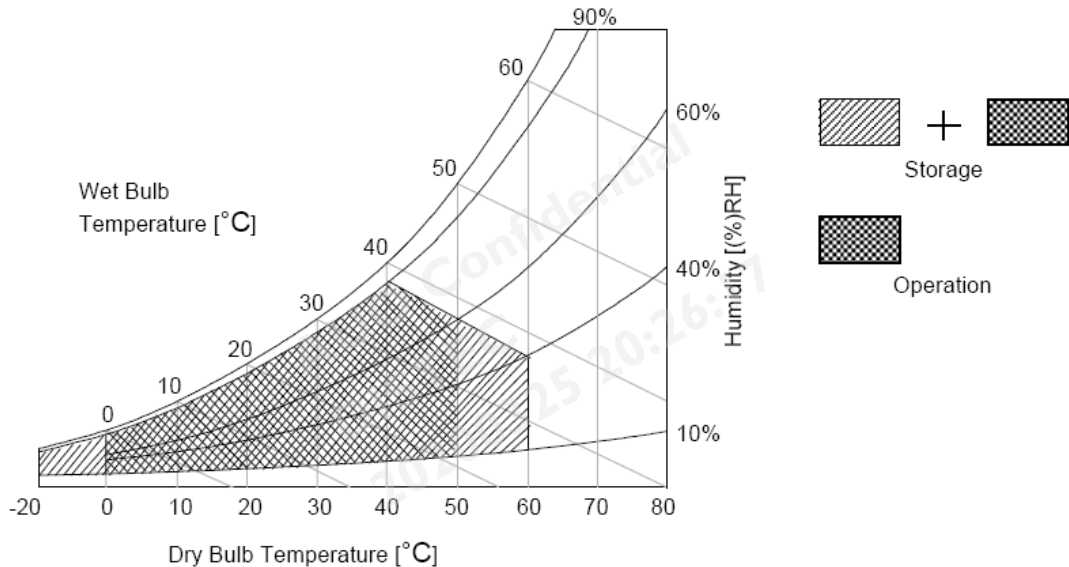 90%
60
60%
50
Wet Bulb
Temperature [°C]
40
40%
30
20
10
0
10%
-20 0 10 20 30 40 50 60 70 80
Dry Bulb Temperature [°C]
Humidity [(%)RH]
+
Storage
Operation
Confidential